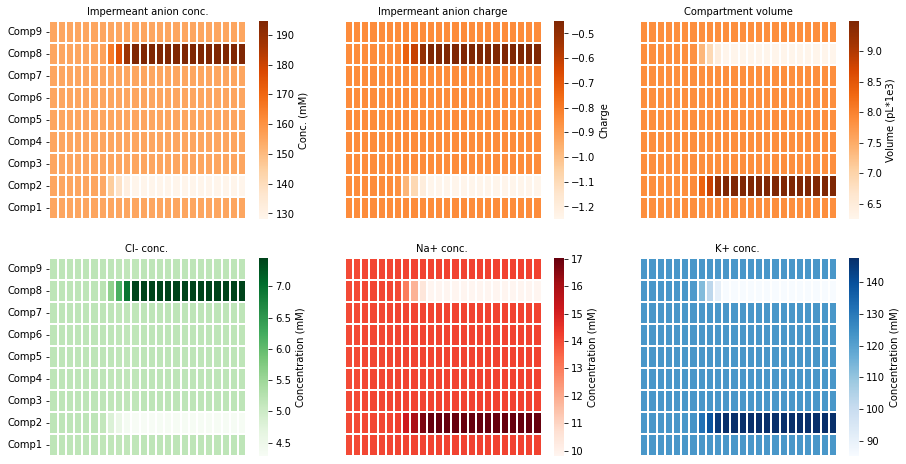 Impermeant anion conc.
Impermeant anion charge
Compartment volume
Comp9
Comp8
Comp7
Comp6
Comp5
Comp4
Comp3
Comp2
Comp1
190
180
170
160
150
140
130
Conc. (mM)
−0.5
−0.6
−0.7
−0.8
−0.9
−1.0
−1.1
−1.2
Charge
9.0
8.5
8.0
7.5
7.0
6.5
Volume (pL*1e3)
Cl- conc.
Na+ conc.
K+ conc.
Comp9
Comp8
Comp7
Comp6
Comp5
Comp4
Comp3
Comp2
Comp1
7.0
6.5
6.0
5.5
5.0
4.5
Concentration (mM)
17
16
15
14
13
12
11
10
Concentration (mM)
140
130
120
110
100
90
Concentration (mM)